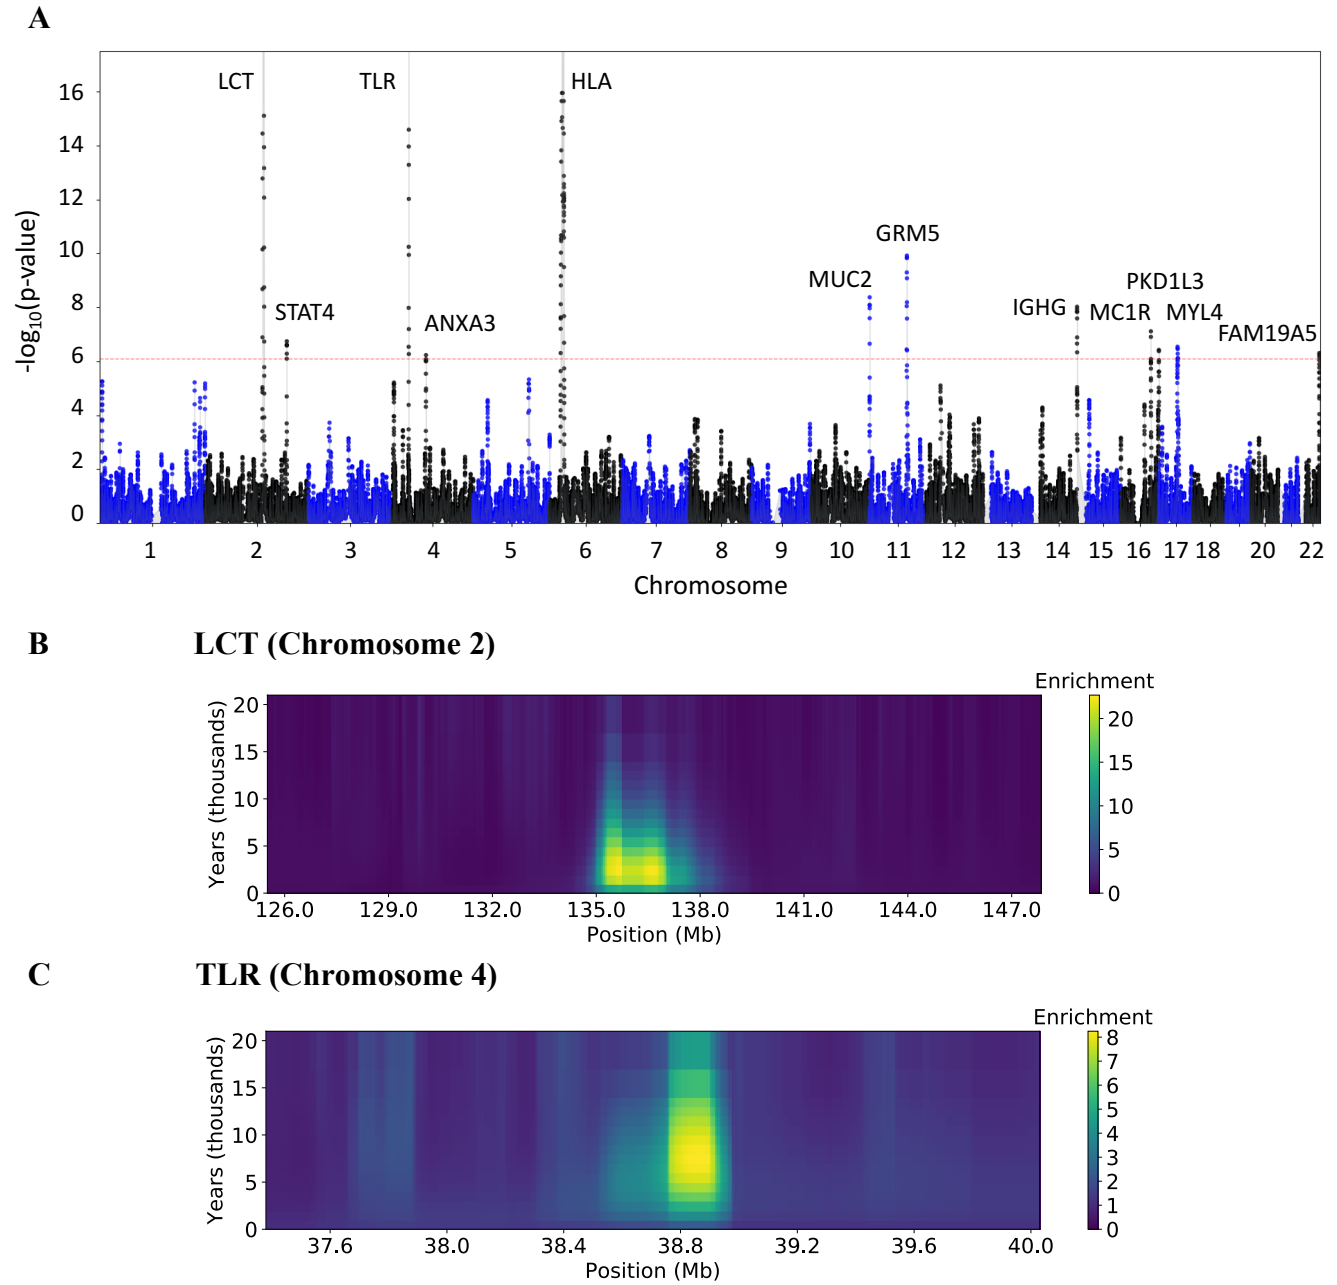 A
LCT
TLR
HLA
GRM5
MUC2
PKD1L3
STAT4
ANXA3
IGHG
MC1R
MYL4
FAM19A5
16
14
12
10
8
6
4
2
0
-log10(p-value)
1 2 3 4 5 6 7 8 9 10 11 12 13 14 15 16 17 18 20 22
Chromosome
B
LCT (Chromosome 2)
Enrichment
20
15
10
5
0
Years (thousands)
20
15
10
5
0
126.0 129.0 132.0 135.0 138.0 141.0 144.0 147.0
Position (Mb)
C
TLR (Chromosome 4)
Enrichment
20
15
10
5
0
Years (thousands)
8
7
6
5
4
3
2
1
0
37.6 38.0 38.4 38.8 39.2 39.6 40.0
Position (Mb)